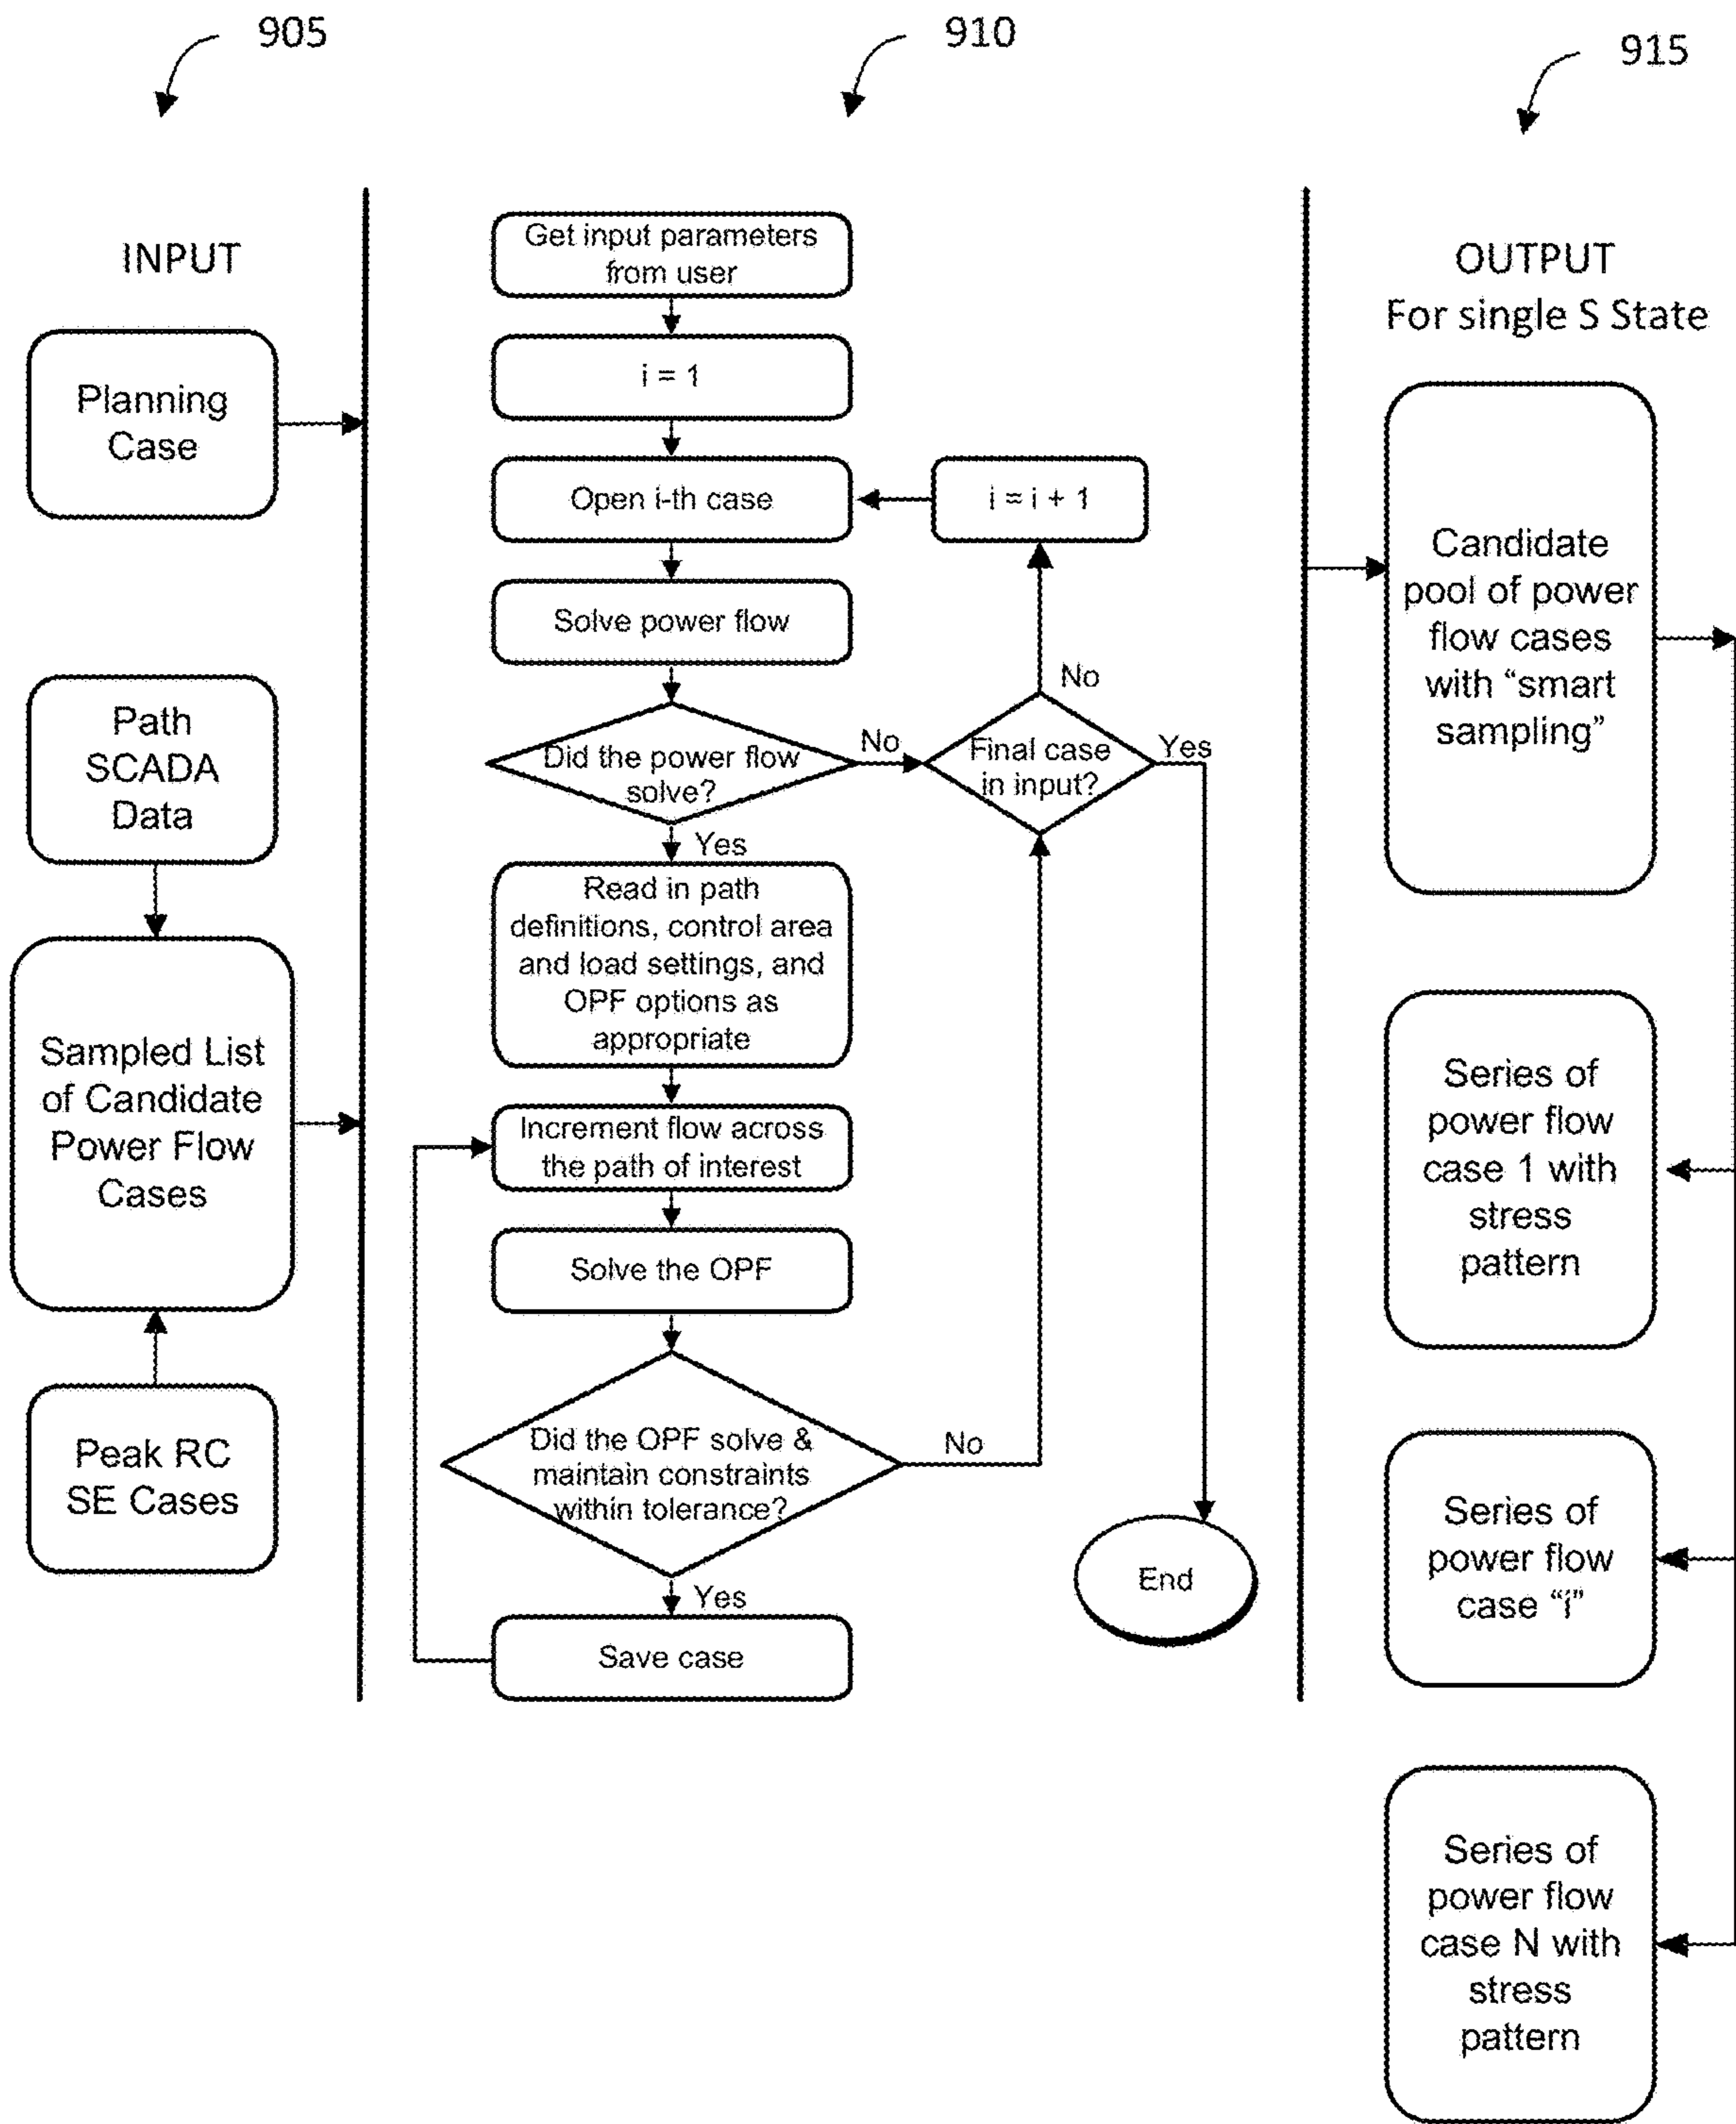 905
910
915
INPUT
Planning
Case
Path
SCADA
Data
Sampled List
of Candidate
Power Flow
Cases
Peak RC
SE Cases
Get input parameters
from user
i = 1
Open i-th case
i = i + 1
Solve power flow
Did the power flow
solve?
No
Yes
Final case
in input?
No
Yes
Read in path
definitions, control area
and load settings, and
OPF options as
appropriate
Increment flow across
the path of interest
Solve the OPF
Did the OPF solve &
maintain constraints
within tolerance?
No
Yes
Save case
End
OUTPUT
For single S State
Candidate
pool of power
flow cases
with “smart
sampling”
Series of
power flow
case 1 with
stress
pattern
Series of
power flow
case “i”
Series of
power flow
case N with
stress
pattern